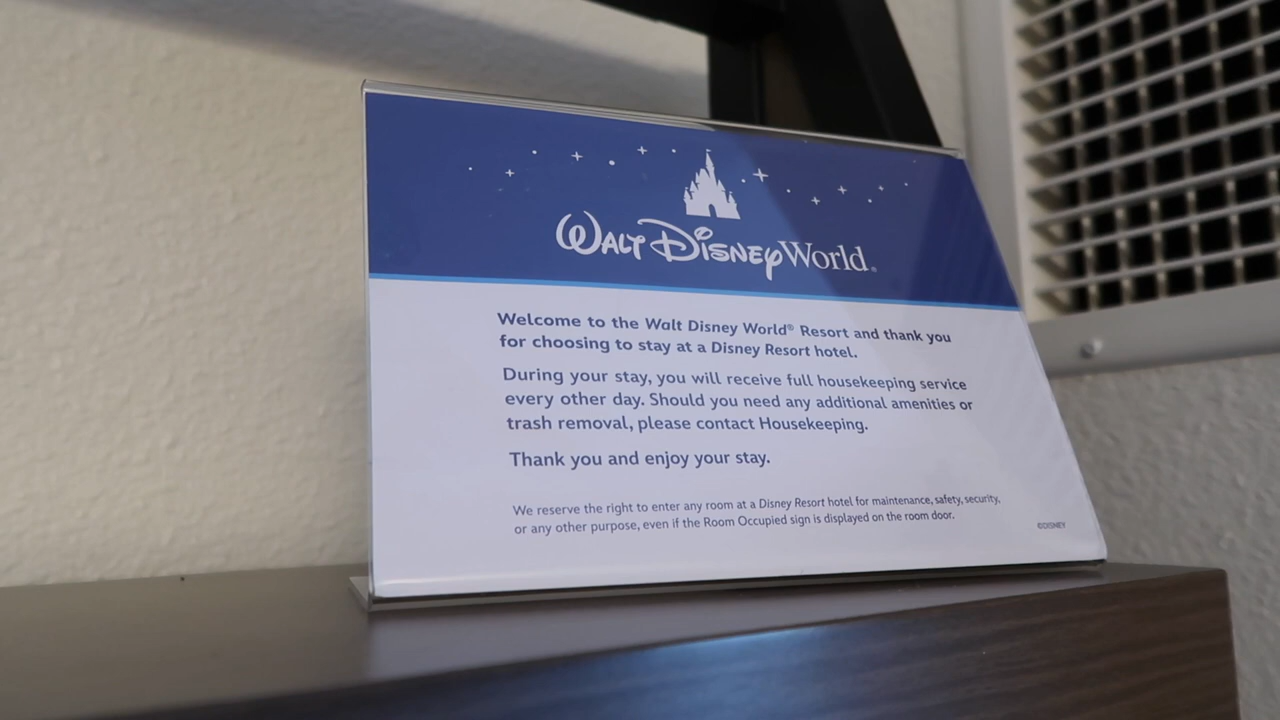 WALT DISNEY World®
Welcome to the Walt Disney World® Resort and thank you
for choosing to stay at a Disney Resort hotel.
During your stay, you will receive full housekeeping service
every other day. Should you need any additional amenities or
trash removal, please contact Housekeeping.
Thank you and enjoy your stay.
We reserve the right to enter any room at a Disney Resort hotel for maintenance, safety, security,
or any other purpose, even if the Room Occupied sign is displayed on the room door.
©DISNEY